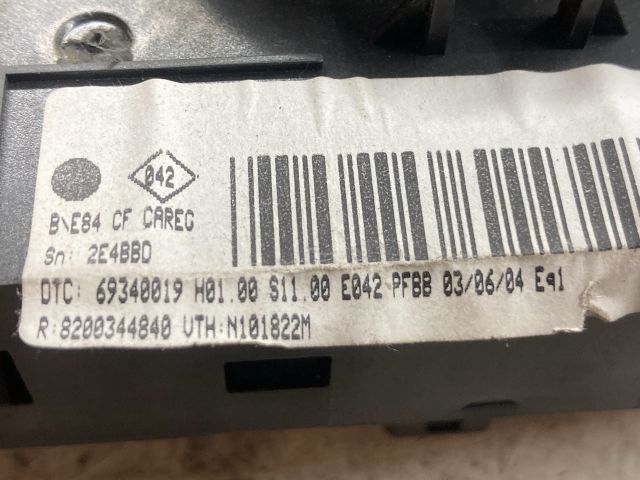 042
B\E84 CF CAREG
Sn: 2E4BBD
DTC: 69340019 H01.00 S11.00 E042 PFBB 03/06/04 Eq1
R:8200344840 VTH:N101822M